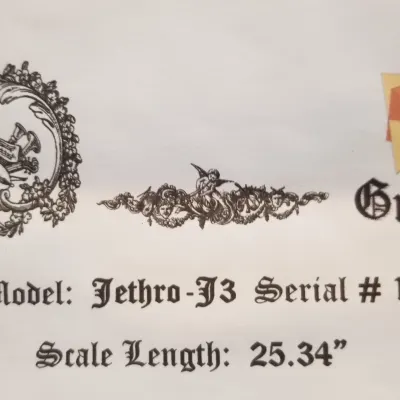 Model: Jethro-J3 Serial #
Scale Length: 25.34”